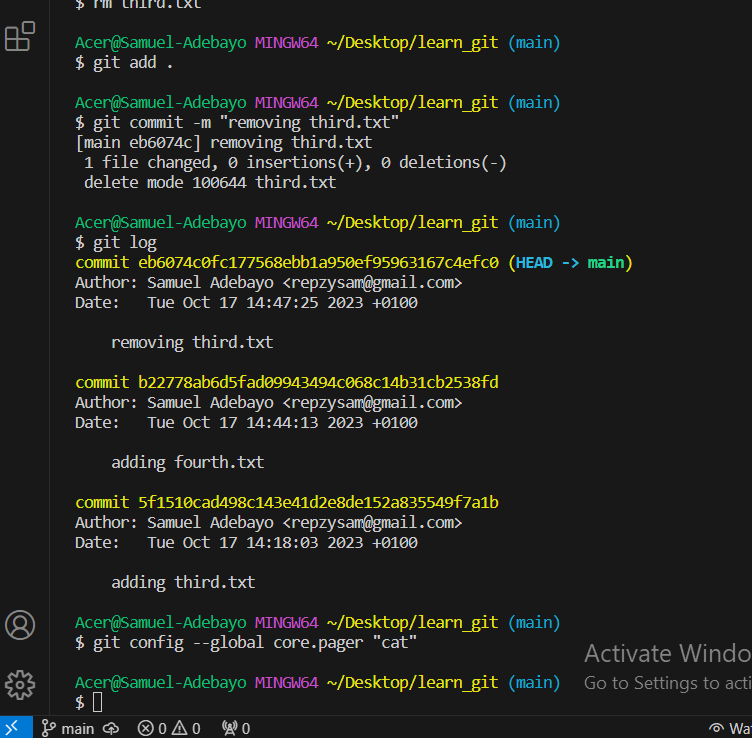 $ rm third.txt
Acer@Samuel-Adebayo MINGW64 ~/Desktop/learn_git (main)
$ git add .
Acer@Samuel-Adebayo MINGW64 ~/Desktop/learn_git (main)
$ git commit -m "removing third.txt"
[main eb6074c] removing third.txt
 1 file changed, 0 insertions(+), 0 deletions(-)
 delete mode 100644 third.txt
Acer@Samuel-Adebayo MINGW64 ~/Desktop/learn_git (main)
$ git log
commit eb6074c0fc177568ebb1a950ef95963167c4efc0 (HEAD -> main)
Author: Samuel Adebayo <repzysam@gmail.com>
Date:   Tue Oct 17 14:47:25 2023 +0100
    removing third.txt
commit b22778ab6d5fad09943494c068c14b31cb2538fd
Author: Samuel Adebayo <repzysam@gmail.com>
Date:   Tue Oct 17 14:44:13 2023 +0100
    adding fourth.txt
commit 5f1510cad498c143e41d2e8de152a835549f7a1b
Author: Samuel Adebayo <repzysam@gmail.com>
Date:   Tue Oct 17 14:18:03 2023 +0100
    adding third.txt
Acer@Samuel-Adebayo MINGW64 ~/Desktop/learn_git (main)
$ git config --global core.pager "cat"
Acer@Samuel-Adebayo MINGW64 ~/Desktop/learn_git (main)
$
Activate Windo
Go to Settings to acti
main 0 0 0 Wa